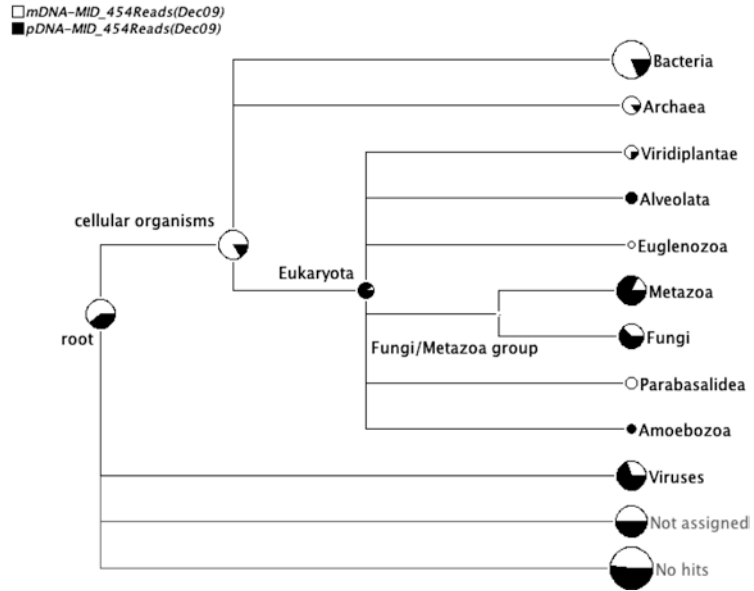 mDNA-MID_454Reads(Dec09)
pDNA-MID_454Reads(Dec09)
Bacteria
Archaea
Viridiplantae
Alveolata
cellular organisms
Euglenozoa
Eukaryota
Metazoa
root
Fungi
Fungi/Metazoa group
Parabasalidea
Amoebozoa
Viruses
Not assigned
No hits